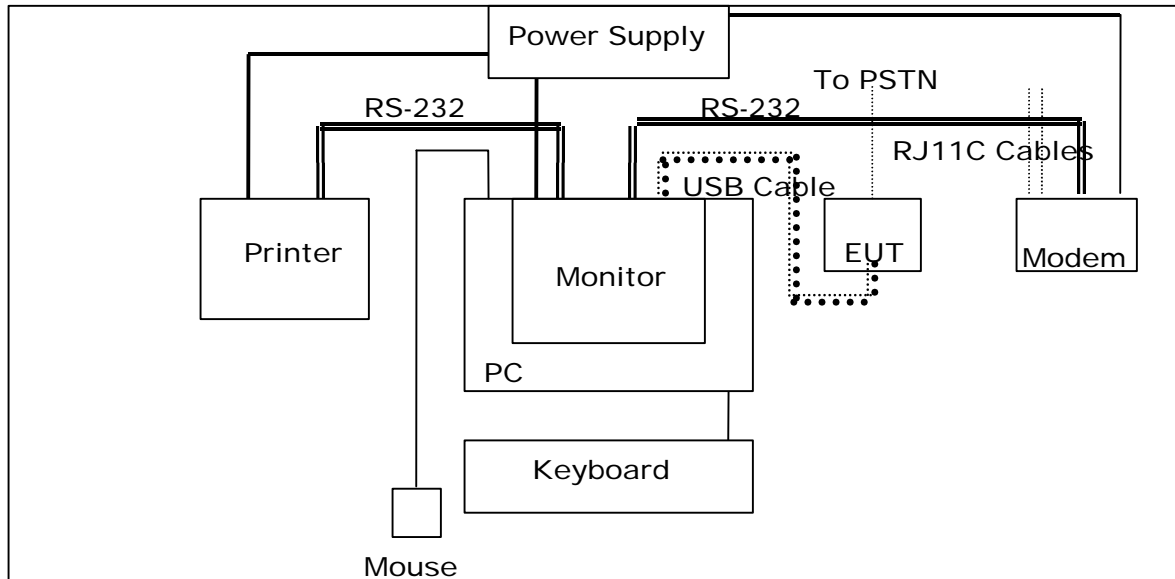 Power Supply
To PSTN
RS-232
RS-232
RJ11C Cables
USB Cable
Printer
EUT
Modem
Monitor
PC
Keyboard
Mouse